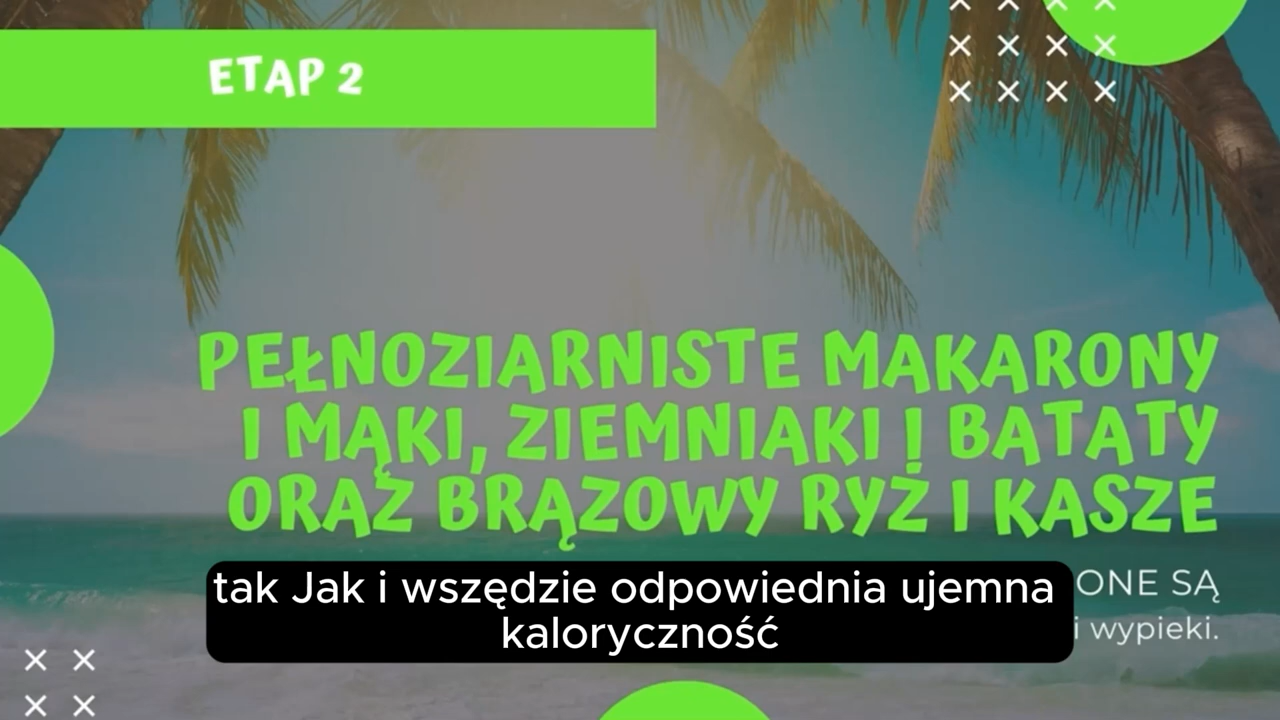 ETAP 2
PEŁNOZIARNISTE MAKARONY
I MĄKI, ZIEMNIAKI I BATATY
ORAZ BRĄZOWY RYŻ I KASZE
ONE SĄ
i wypieki.
tak Jak i wszędzie odpowiednia ujemna
kaloryczność